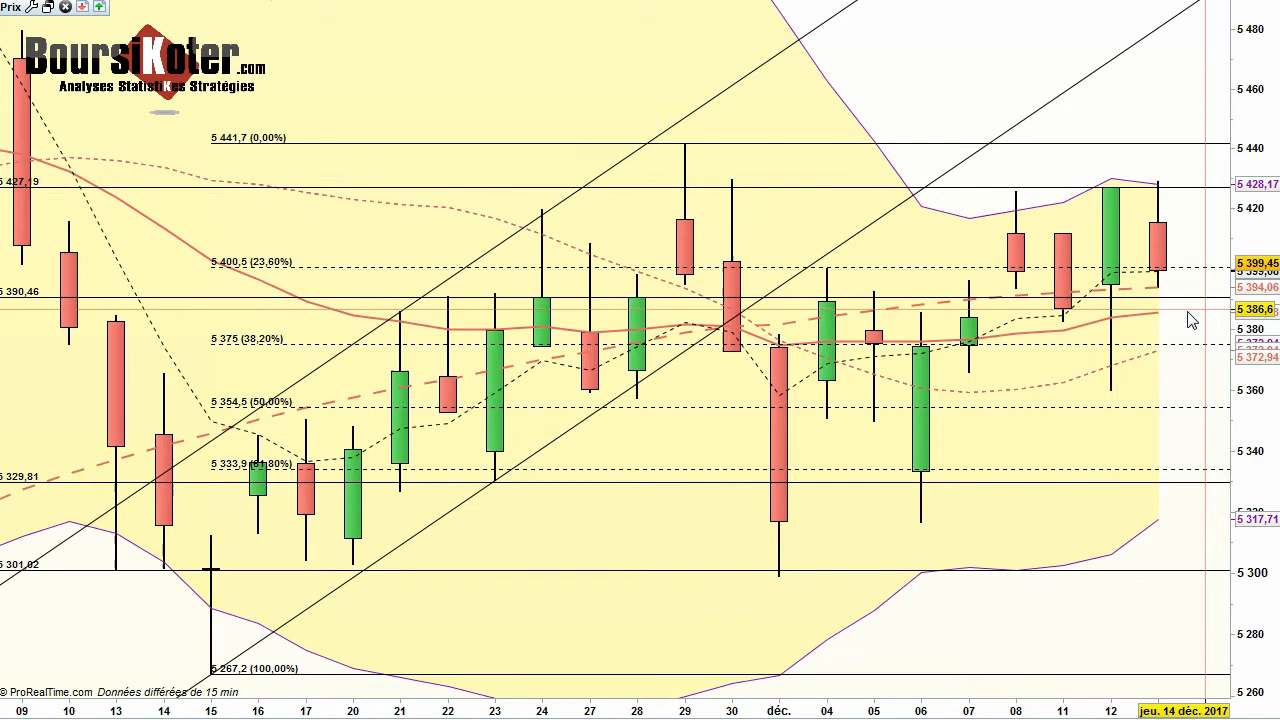 Prix
BoursiKoter.com
Analyses StatistiKes Stratégies
5 441,7 (0,00%)
5 427,19
5 400,5 (23,60%)
5 390,46
5 375 (38,20%)
5 354,5 (50,00%)
5 333,9 (61,80%)
5 329,81
5 301,02
5 267,2 (100,00%)
5 480
5 460
5 440
5 428,17
5 420
5 399,45
5 394,06
5 386,6
5 380
5 372,94
5 360
5 340
5 317,71
5 300
5 280
5 260
© ProRealTime.com Données différées de 15 min
09 10 13 14 15 16 17 20 21 22 23 24 27 28 29 30 déc. 04 05 06 07 08 11 12 jeu. 14 déc. 2017